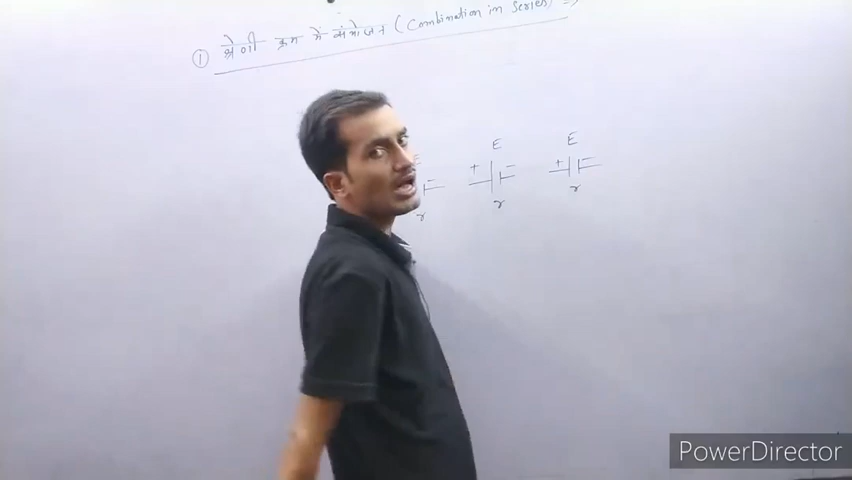 ① श्रेणी क्रम में संयोजन (Combination in series) =>
E E
+ - + - -
r r r
PowerDirector